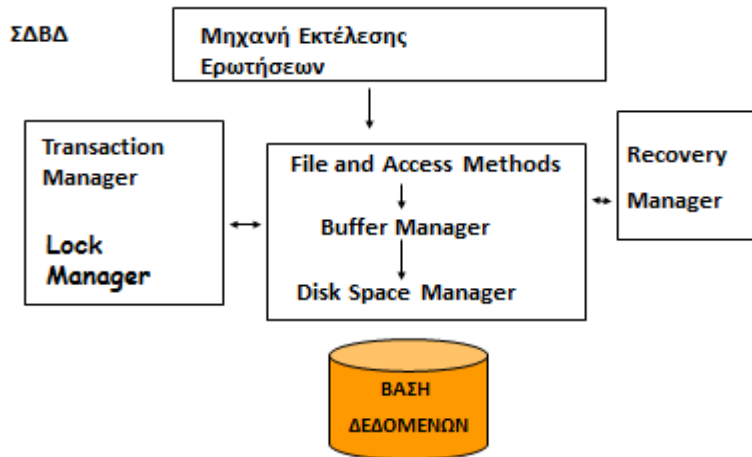 ΣΔΒΔ
Μηχανή Εκτέλεσης
Ερωτήσεων
Transaction
Manager
Lock
Manager
File and Access Methods
Buffer Manager
Disk Space Manager
Recovery
Manager
ΒΑΣΗ
ΔΕΔΟΜΕΝΩΝ